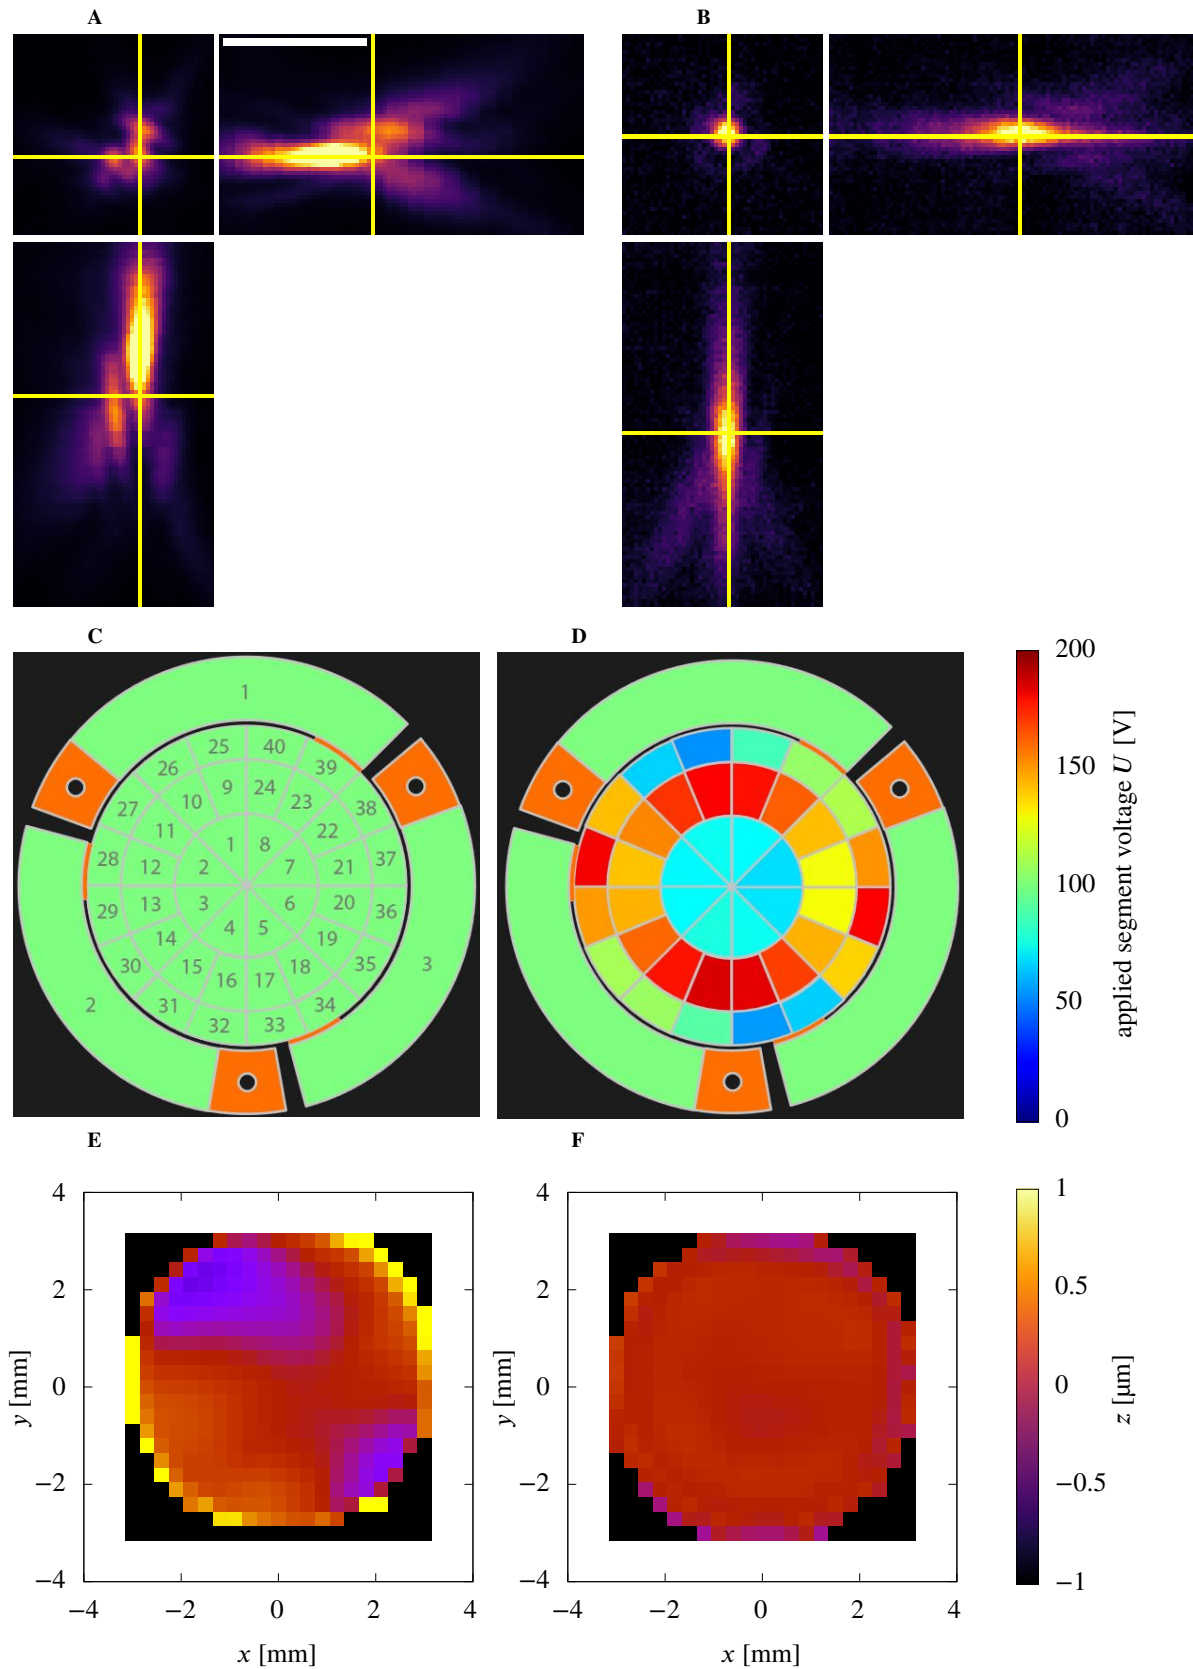 A
B
C
D
1
25 40
26 39
27 10 9 24 23 38
11 22
28 12 1 8 21 37
2 7
29 13 3 6 20 36
4 5
30 14 19 35
15 16 17 18
31 32 33 34
2
3
200
150
100
50
0
applied segment voltage U [V]
E
F
4
2
0
−2
−4
y [mm]
−4 −2 0 2 4
x [mm]
4
2
0
−2
−4
y [mm]
−4 −2 0 2 4
x [mm]
1
0.5
0
−0.5
−1
z [µm]